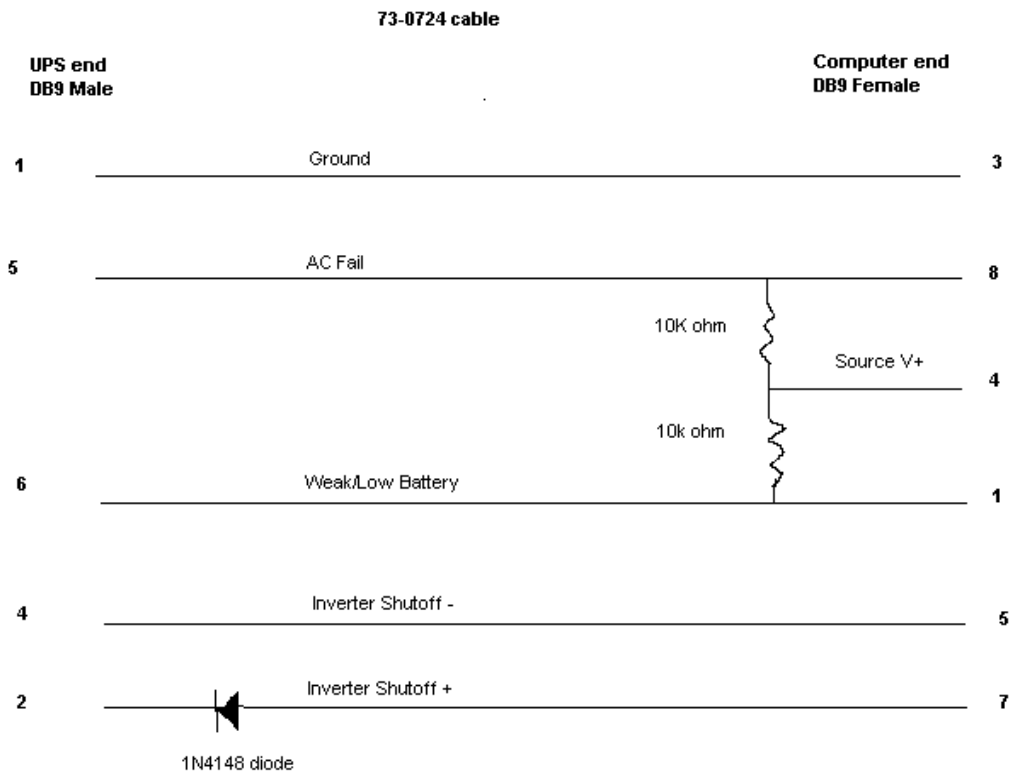 73-0724 cable
UPS end
DB9 Male
Computer end
DB9 Female
1
Ground
3
5
AC Fail
8
10K ohm
Source V+
4
10k ohm
6
Weak/Low Battery
1
4
Inverter Shutoff -
5
2
Inverter Shutoff +
7
1N4148 diode